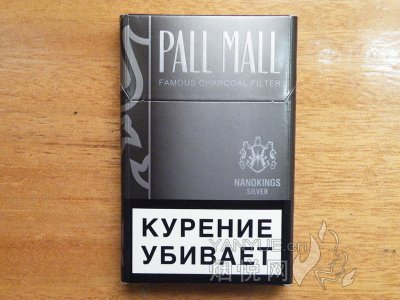 PALL MALL
FAMOUS CHARCOAL FILTER
NANOKINGS
SILVER
КУРЕНИЕ
УБИВАЕТ
YANYUE.cn
烟悦网